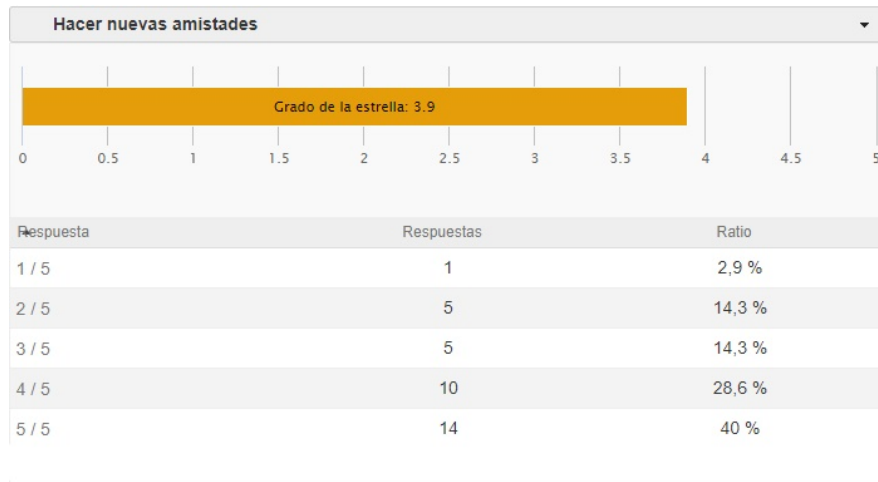 Hacer nuevas amistades
Grado de la estrella: 3.9
0 0.5 1 1.5 2 2.5 3 3.5 4 4.5 5
Respuesta Respuestas Ratio
1 / 5 1 2,9 %
2 / 5 5 14,3 %
3 / 5 5 14,3 %
4 / 5 10 28,6 %
5 / 5 14 40 %